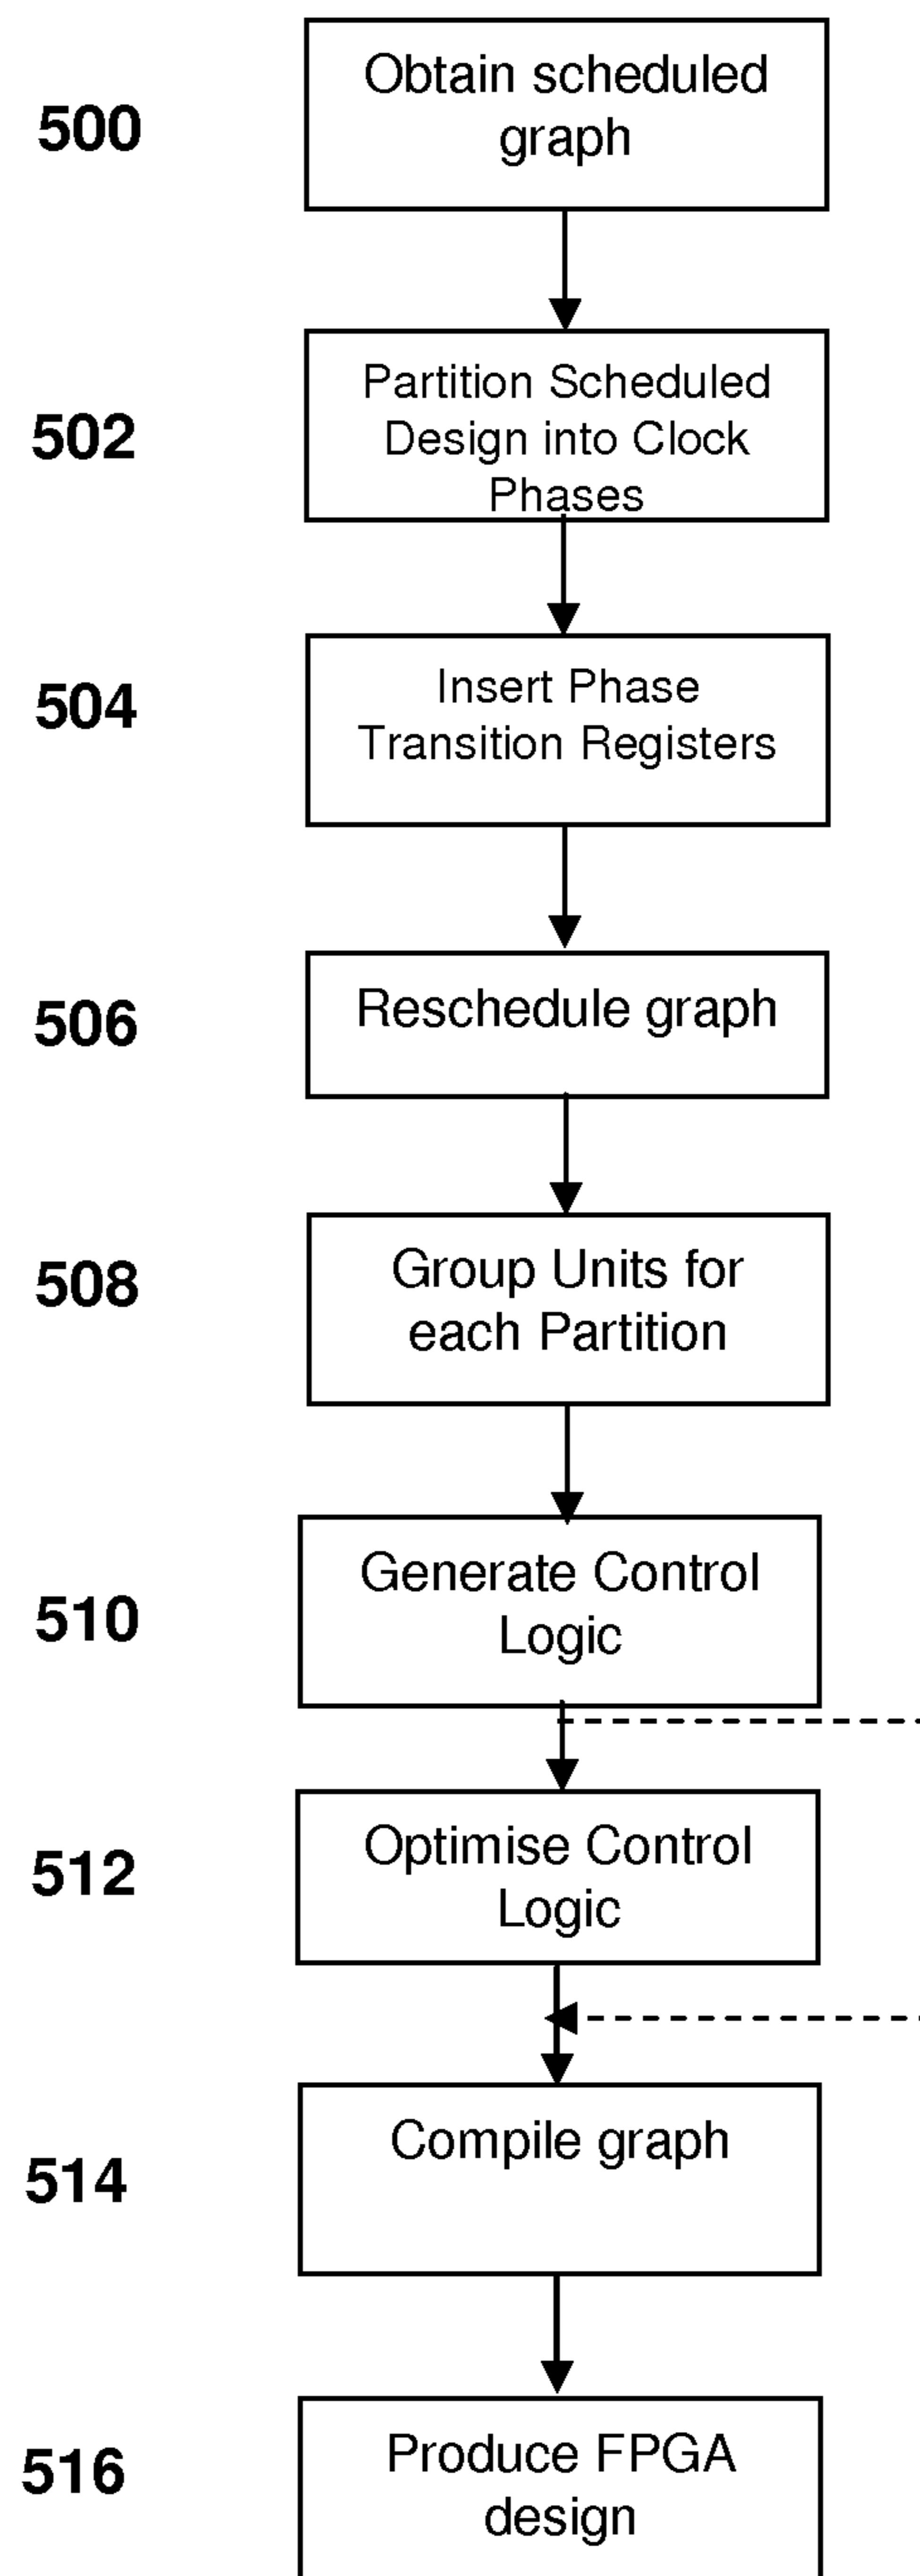 500
Obtain scheduled
graph
502
Partition Scheduled
Design into Clock
Phases
504
Insert Phase
Transition Registers
506
Reschedule graph
508
Group Units for
each Partition
510
Generate Control
Logic
512
Optimise Control
Logic
514
Compile graph
516
Produce FPGA
design